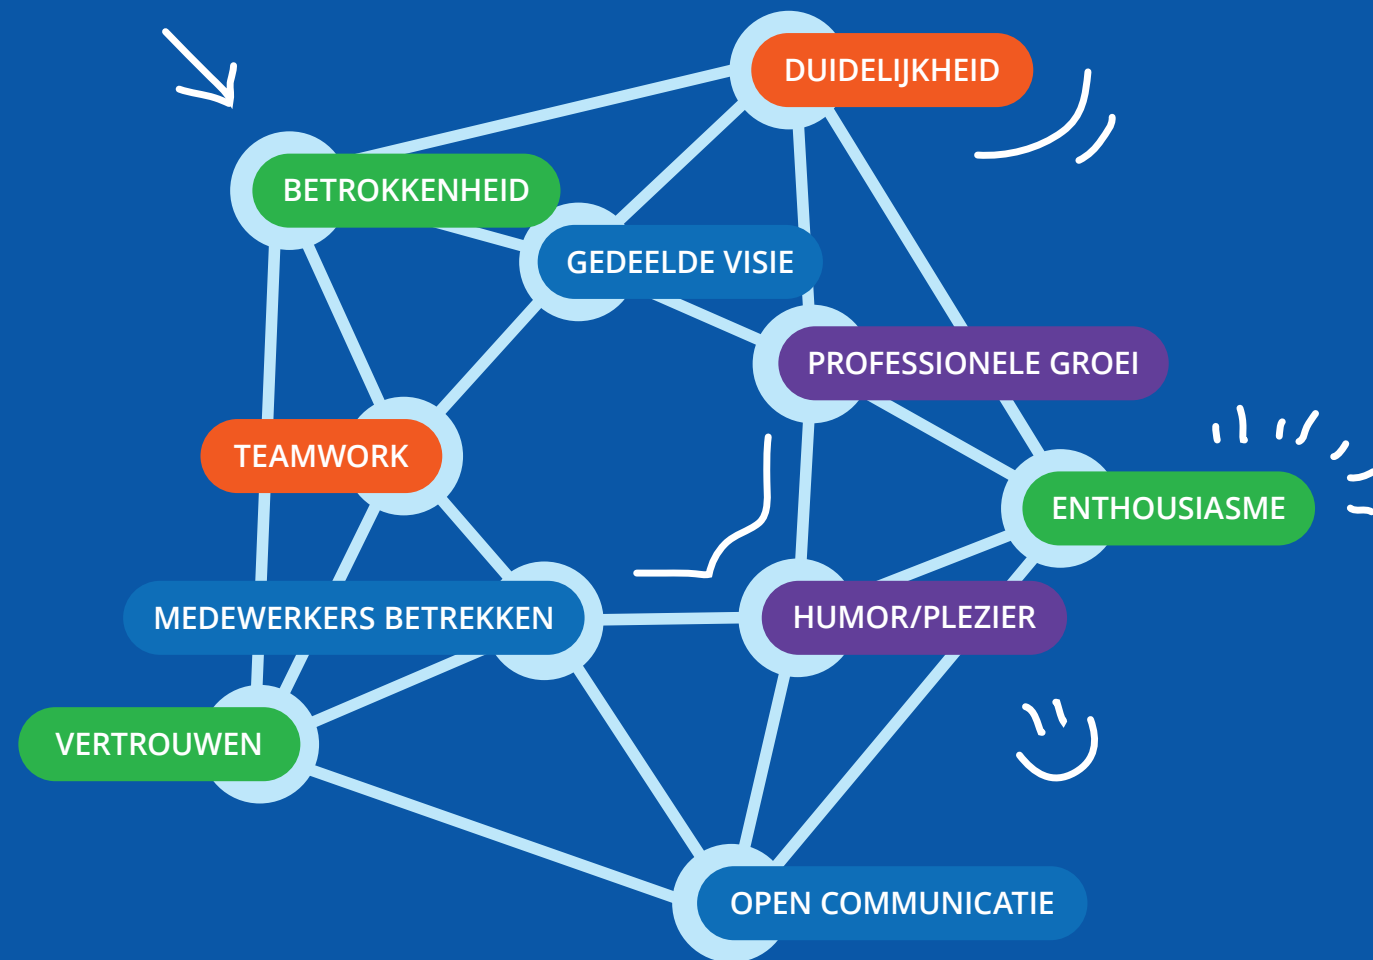 DUIDELIJKHEID
BETROKKENHEID
GEDEELDE VISIE
PROFESSIONELE GROEI
TEAMWORK
ENTHOUSIASME
MEDEWERKERS BETREKKEN
HUMOR/PLEZIER
VERTROUWEN
OPEN COMMUNICATIE